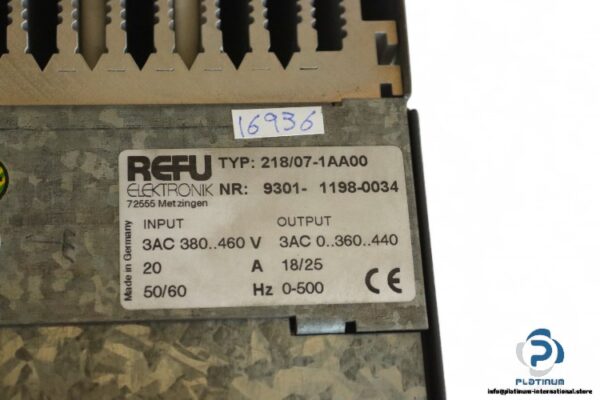 16936
REFU TYP: 218/07-1AA00
ELEKTRONIK NR: 9301- 1198-0034
72555 Metzingen
INPUT OUTPUT
3AC 380..460 V 3AC 0..360..440
20 A 18/25
50/60 Hz 0-500
CE
Made in Germany
PLATINUM
info@platinum-international.store